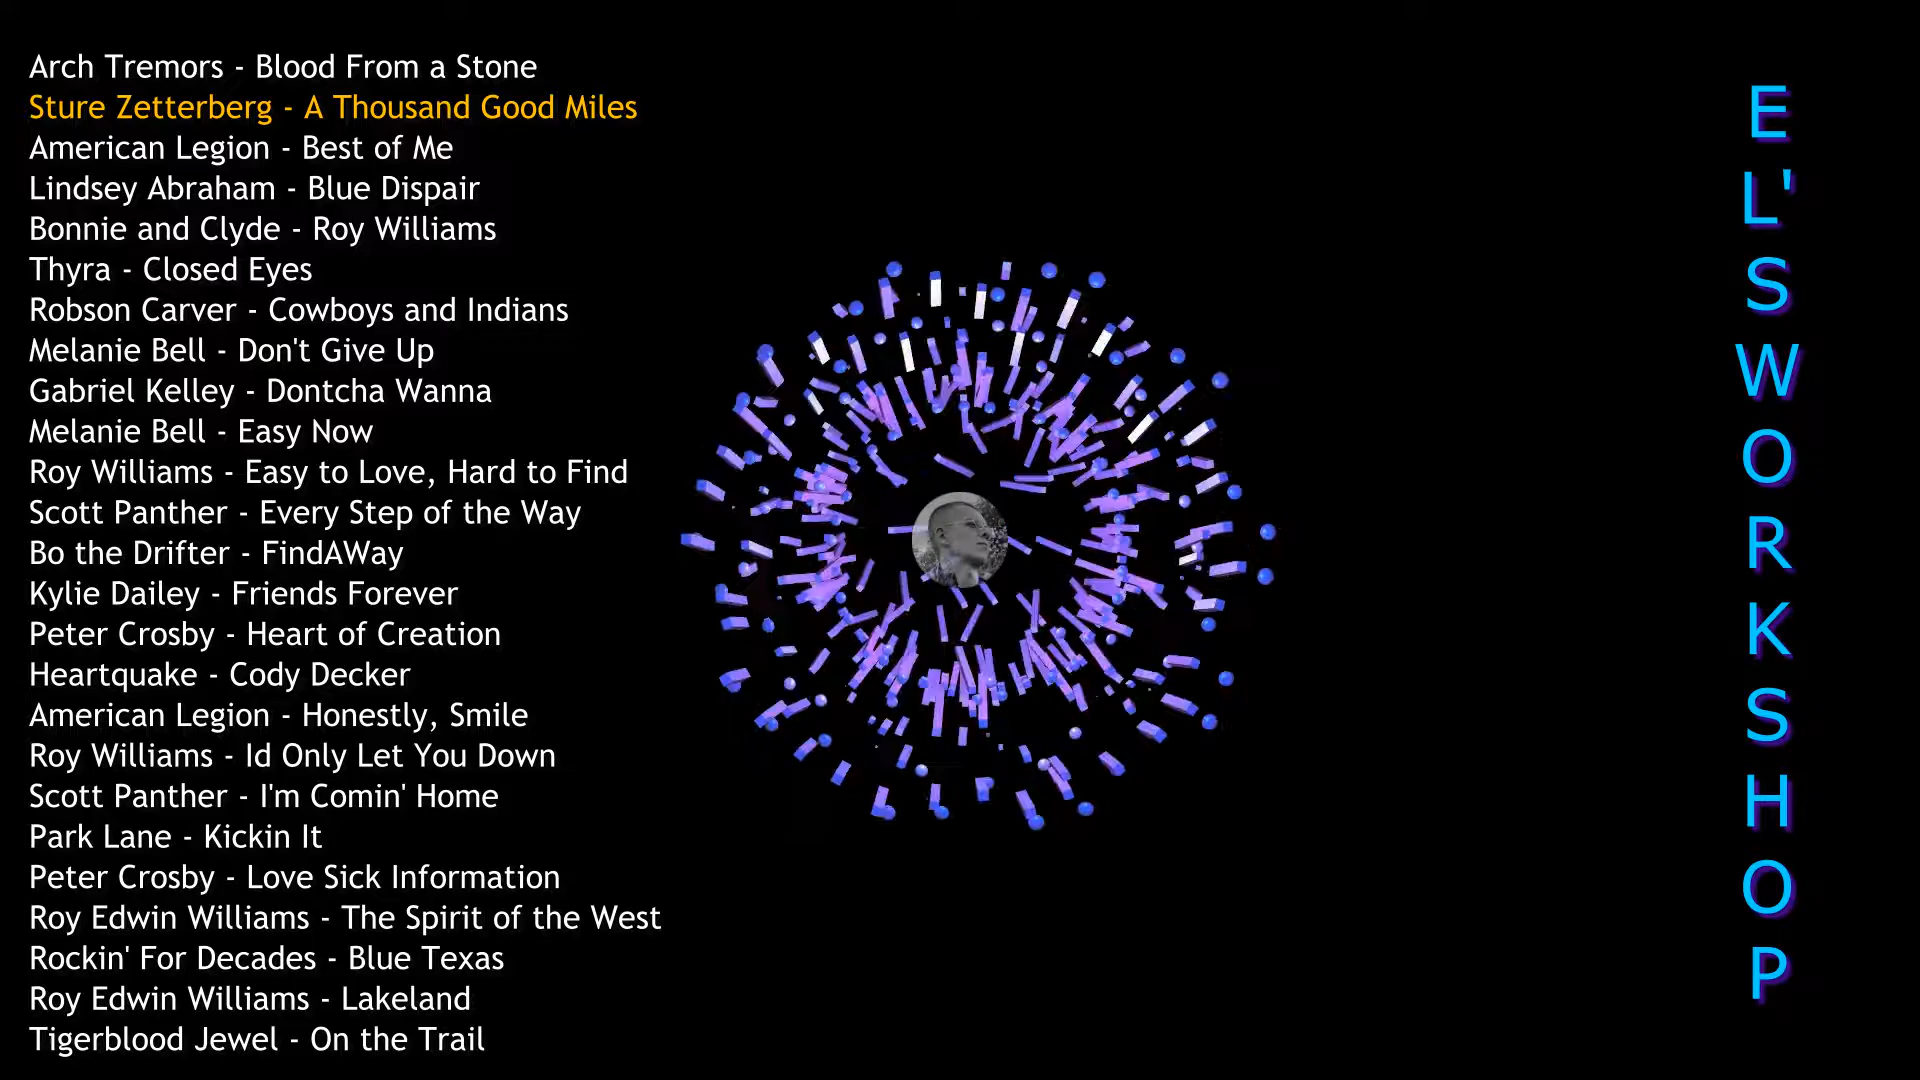 Arch Tremors - Blood From a Stone
Sture Zetterberg - A Thousand Good Miles
American Legion - Best of Me
Lindsey Abraham - Blue Dispair
Bonnie and Clyde - Roy Williams
Thyra - Closed Eyes
Robson Carver - Cowboys and Indians
Melanie Bell - Don't Give Up
Gabriel Kelley - Dontcha Wanna
Melanie Bell - Easy Now
Roy Williams - Easy to Love, Hard to Find
Scott Panther - Every Step of the Way
Bo the Drifter - FindAWay
Kylie Dailey - Friends Forever
Peter Crosby - Heart of Creation
Heartquake - Cody Decker
American Legion - Honestly, Smile
Roy Williams - Id Only Let You Down
Scott Panther - I'm Comin' Home
Park Lane - Kickin It
Peter Crosby - Love Sick Information
Roy Edwin Williams - The Spirit of the West
Rockin' For Decades - Blue Texas
Roy Edwin Williams - Lakeland
Tigerblood Jewel - On the Trail
EL'S WORKSHOP